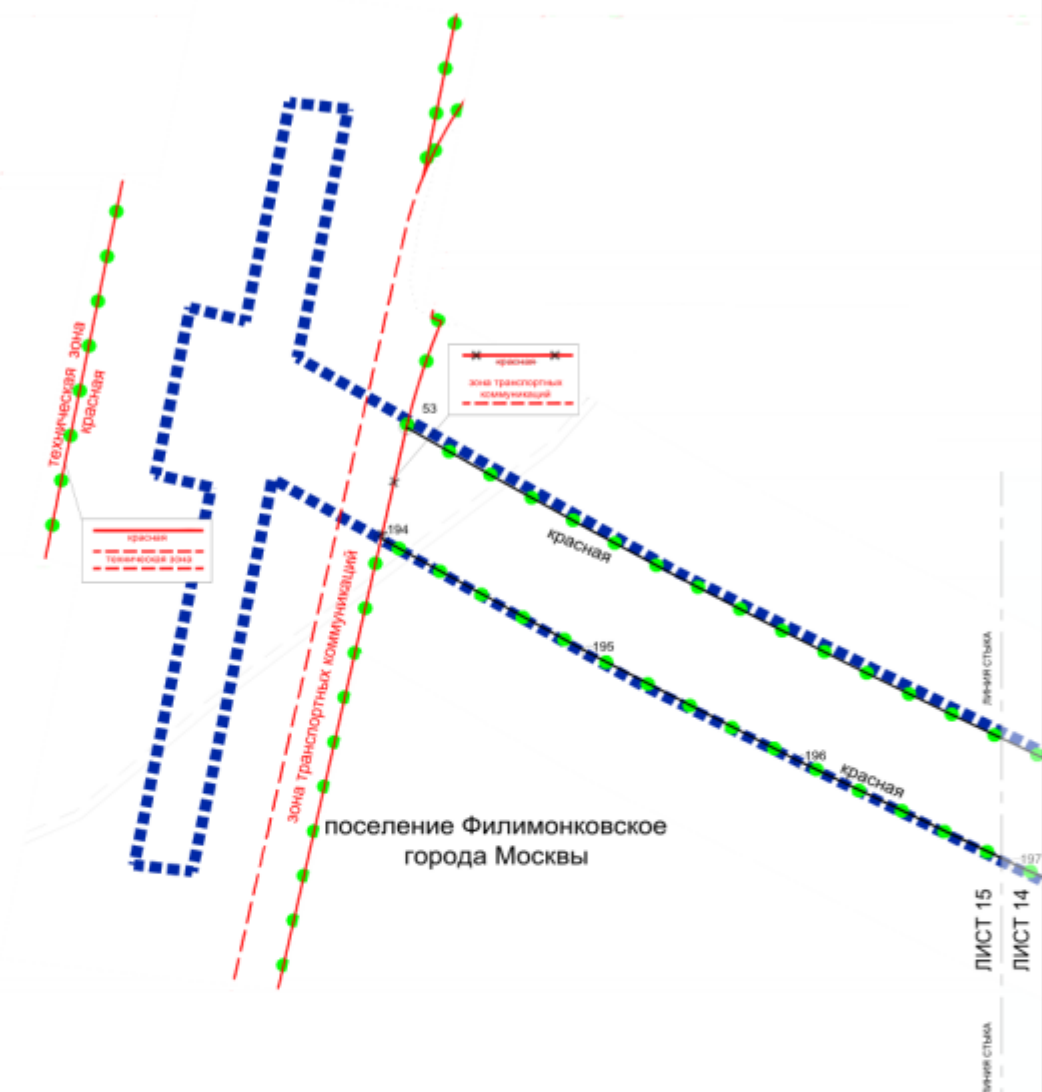 красная
зона транспортных
коммуникаций
техническая зона
красная
53
красная
техническая зона
194
красная
195
зона транспортных коммуникаций
196
красная
поселение Филимонковское
города Москвы
197
линия стыка
ЛИСТ 15
ЛИСТ 14
линия стыка